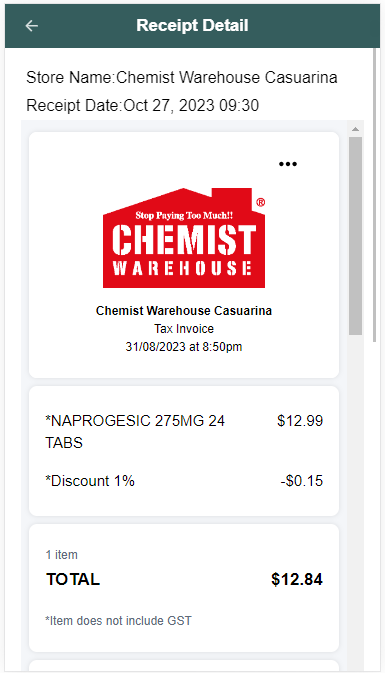 Receipt Detail
Store Name:Chemist Warehouse Casuarina
Receipt Date:Oct 27, 2023 09:30
Stop Paying Too Much!!
®
CHEMIST
WAREHOUSE
Chemist Warehouse Casuarina
Tax Invoice
31/08/2023 at 8:50pm
*NAPROGESIC 275MG 24 $12.99
TABS
*Discount 1% -$0.15
1 item
TOTAL $12.84
*Item does not include GST